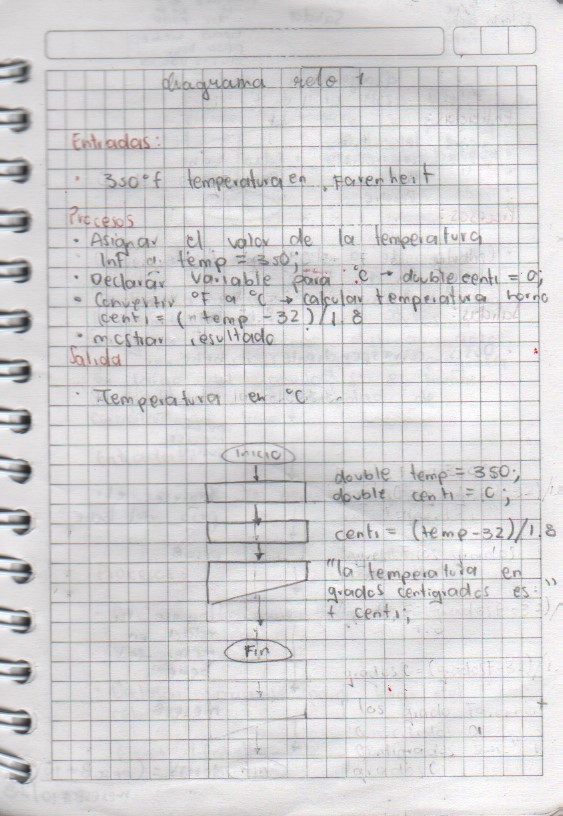 diagrama reto 1
Entradas:
· 350°f temperatura en Farenheit
Procesos
· Asignar el valor de la temperatura
Inf a temp = 350;
· Declarar variable para °C → double centi = 0;
· Convertir °F a °C → calcular temperatura horno
centi = ( temp - 32) / 1.8
· mostrar resultado
Salida
· Temperatura en °C
Inicio
double temp = 350;
double centi = 0;
centi = (temp-32)/1.8
"la temperatura en
grados centigrados es: "
+ centi;
Fin